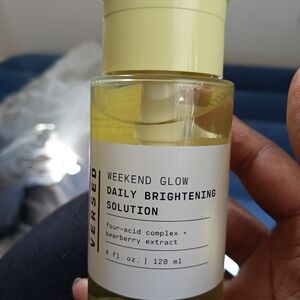 VERSED
WEEKEND GLOW
DAILY BRIGHTENING
SOLUTION
four-acid complex +
bearberry extract
4 fl. oz. | 120 ml